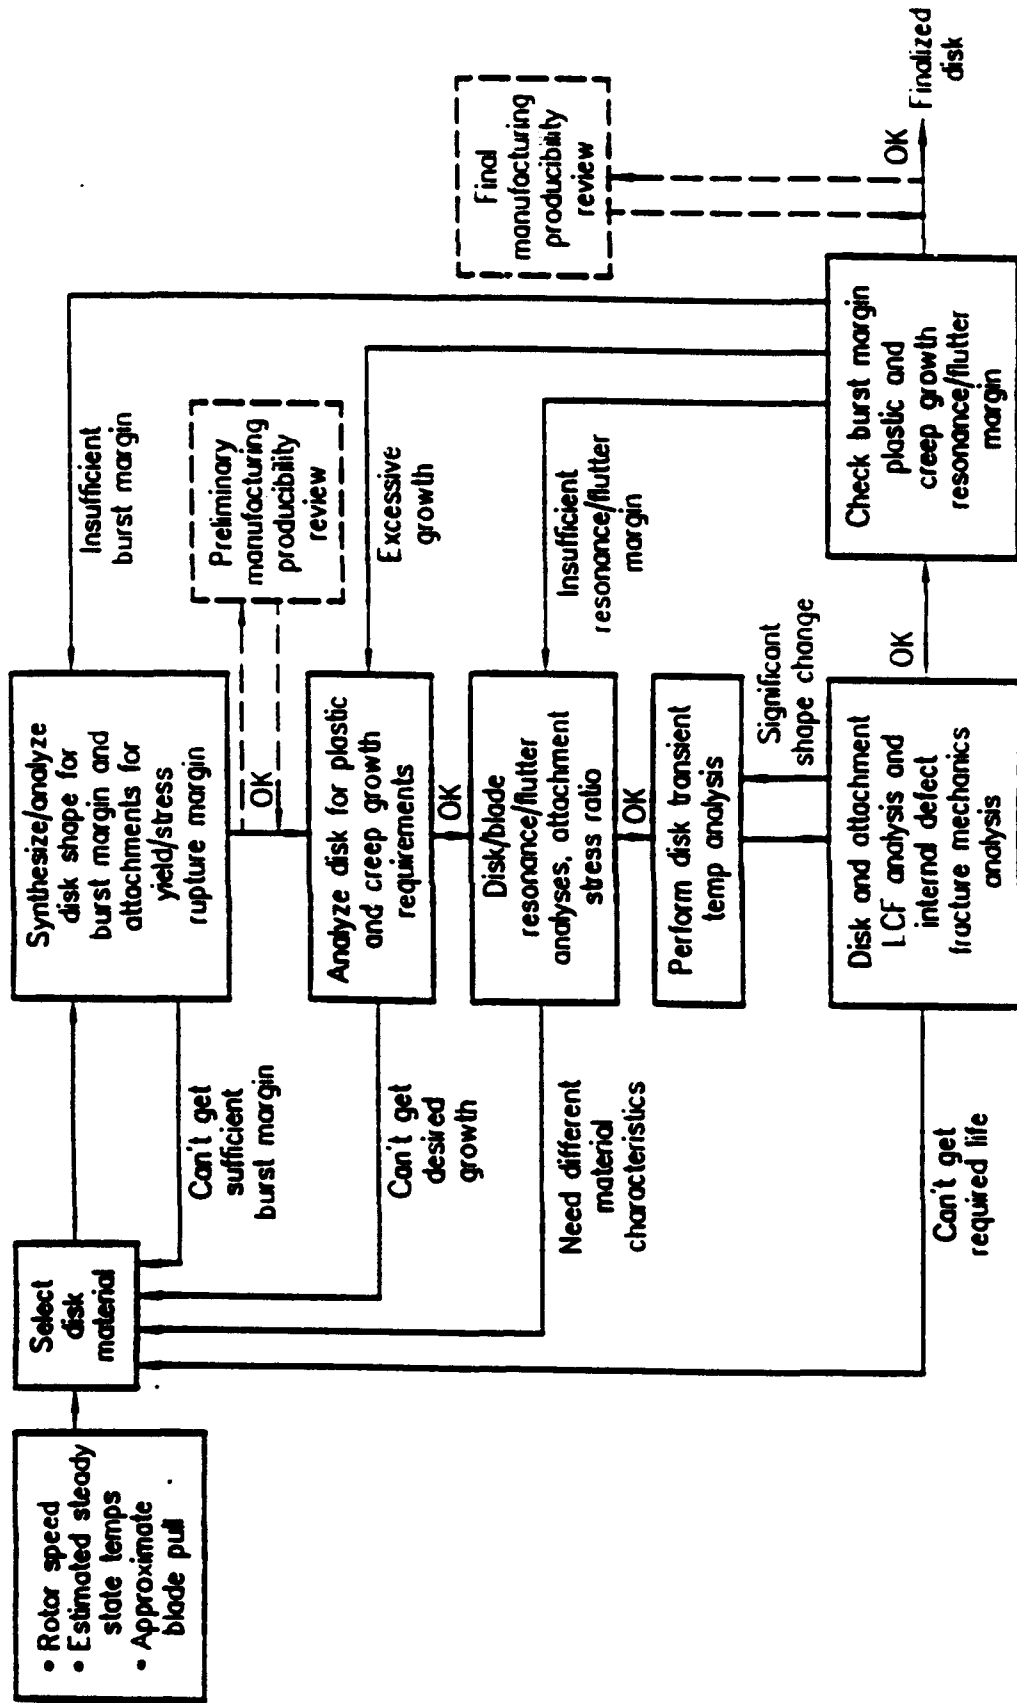 • Rotor speed
• Estimated steady
state temps
• Approximate
blade pull
Select
disk
material
Synthesize/analyze
disk shape for
burst margin and
attachments for
yield/stress
rupture margin
Insufficient
burst margin
Can't get
sufficient
burst margin
OK
Preliminary
manufacturing
producibility
review
Analyze disk for plastic
and creep growth
requirements
Excessive
growth
Can't get
desired
growth
OK
Disk/blade
resonance/flutter
analyses, attachment
stress ratio
Insufficient
resonance/flutter
margin
Need different
material
characteristics
OK
Perform disk transient
temp analysis
Significant
shape change
Disk and attachment
LCF analysis and
internal defect
fracture mechanics
analysis
Can't get
required life
OK
Check burst margin
plastic and
creep growth
resonance/flutter
margin
Final
manufacturing
producibility
review
OK
Finalized
disk